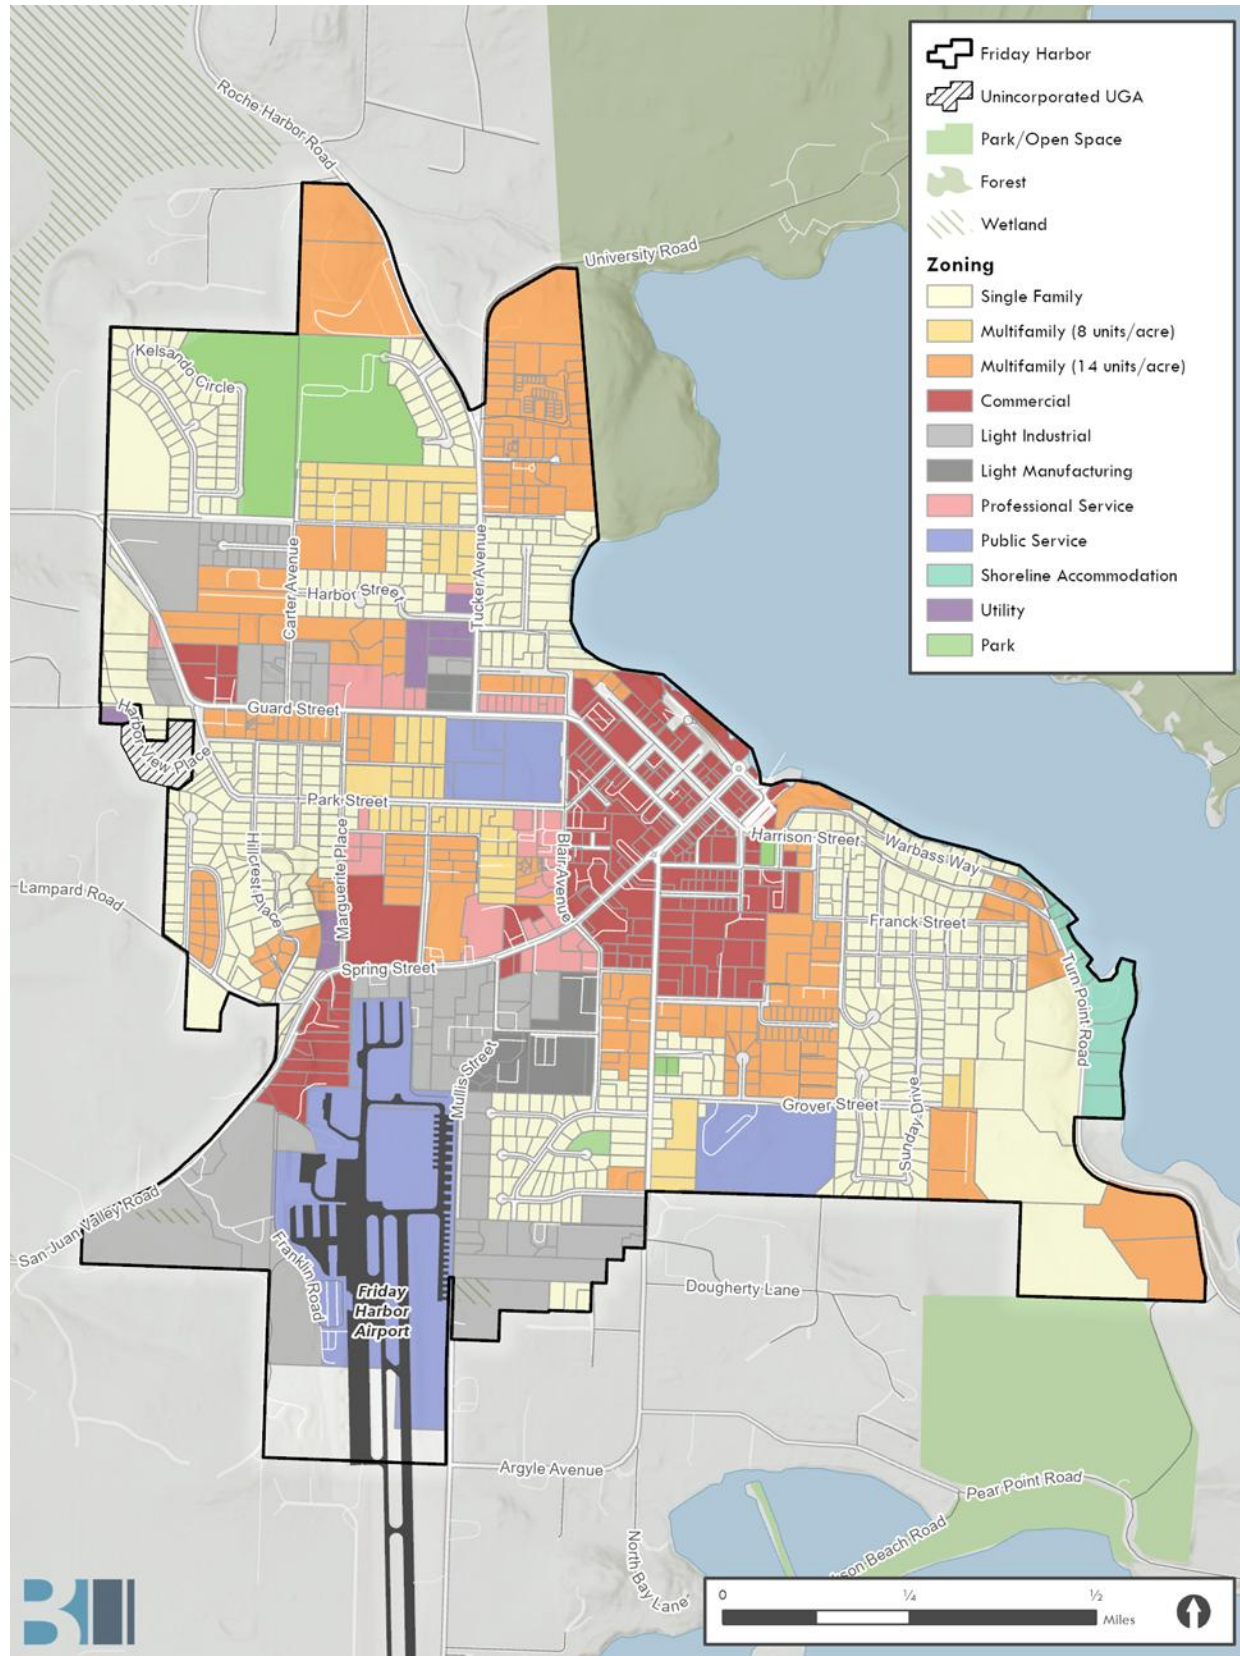 Friday Harbor
Unincorporated UGA
Park/Open Space
Forest
Wetland
Zoning
Single Family
Multifamily (8 units/acre)
Multifamily (14 units/acre)
Commercial
Light Industrial
Light Manufacturing
Professional Service
Public Service
Shoreline Accommodation
Utility
Park
Roche Harbor Road
University Road
Kelsando Circle
Carter Avenue
Harbor Street
Tucker Avenue
Guard Street
Harbor View Place
Park Street
Harrison Street
Warbass Way
Hillcrest Place
Marguerite Place
Blair Avenue
Lampard Road
Franck Street
Spring Street
Turn Point Road
Mullis Street
Grover Street
Sunday Drive
San Juan Valley Road
Franklin Road
Friday
Harbor
Airport
Dougherty Lane
Argyle Avenue
Pear Point Road
Beach Road
North Bay Lane
0 ¼ ½
Miles